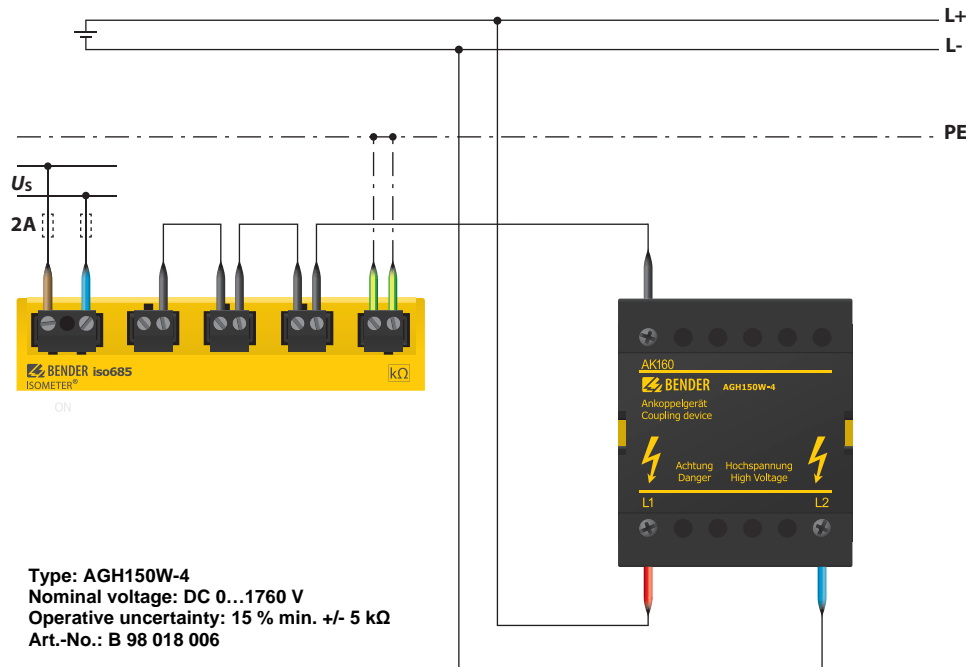 L+
L-
PE
Us
2A
BENDER iso685
ISOMETER®
kΩ
ON
AK160
BENDER AGH150W-4
Ankoppelgerät
Coupling device
Achtung Hochspannung
Danger High Voltage
L1 L2
Type: AGH150W-4
Nominal voltage: DC 0…1760 V
Operative uncertainty: 15 % min. +/- 5 kΩ
Art.-No.: B 98 018 006